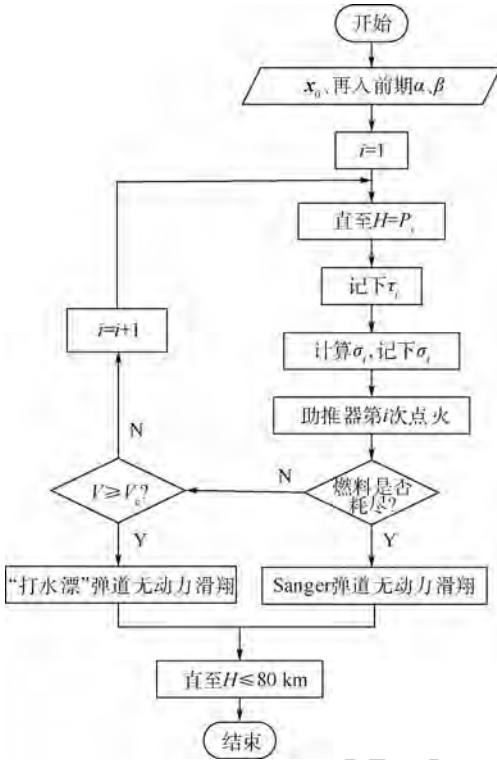 开始
x₀、再入前期α、β
i=1
直至H=Pᵢ
记下τᵢ
i=i+1
计算σᵢ,记下σᵢ
助推器第i次点火
N
N
V≥Vc?
燃料是否
耗尽?
Y
Y
“打水漂”弹道无动力滑翔
Sanger弹道无动力滑翔
直至H≤80 km
结束